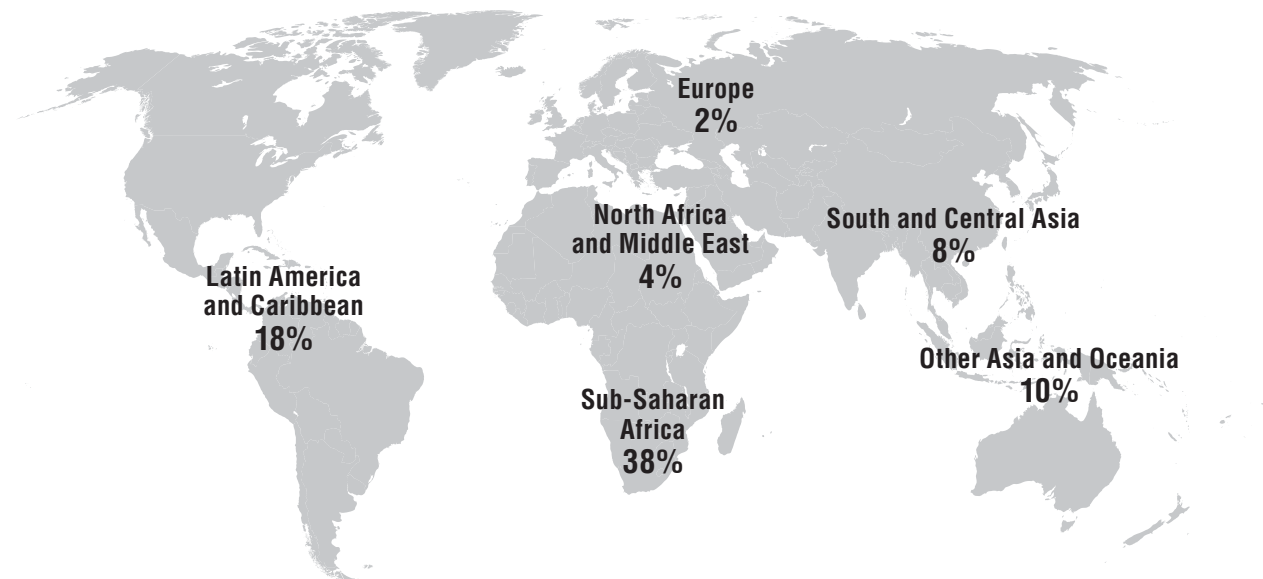 Europe
2%
North Africa
and Middle East
4%
South and Central Asia
8%
Latin America
and Caribbean
18%
Other Asia and Oceania
10%
Sub-Saharan
Africa
38%